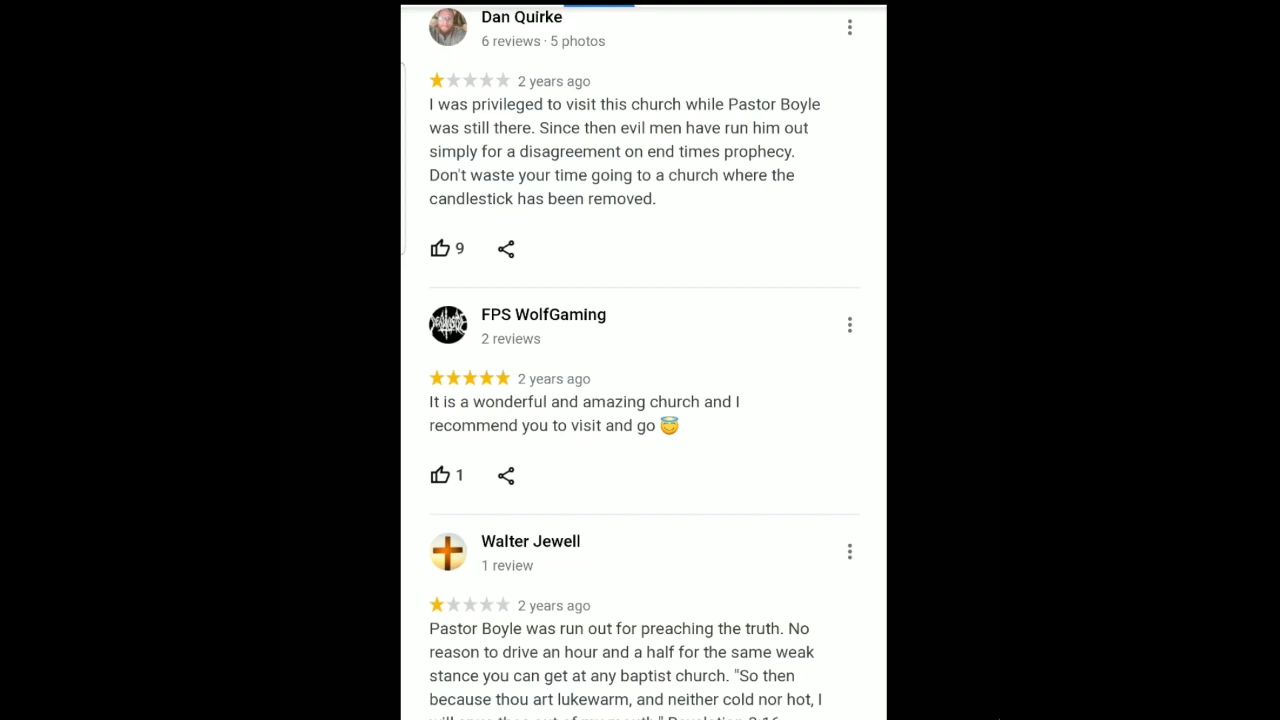 Dan Quirke
6 reviews · 5 photos
2 years ago
I was privileged to visit this church while Pastor Boyle
was still there. Since then evil men have run him out
simply for a disagreement on end times prophecy.
Don't waste your time going to a church where the
candlestick has been removed.
9
FPS WolfGaming
2 reviews
2 years ago
It is a wonderful and amazing church and I
recommend you to visit and go 😇
1
Walter Jewell
1 review
2 years ago
Pastor Boyle was run out for preaching the truth. No
reason to drive an hour and a half for the same weak
stance you can get at any baptist church. "So then
because thou art lukewarm, and neither cold nor hot, I